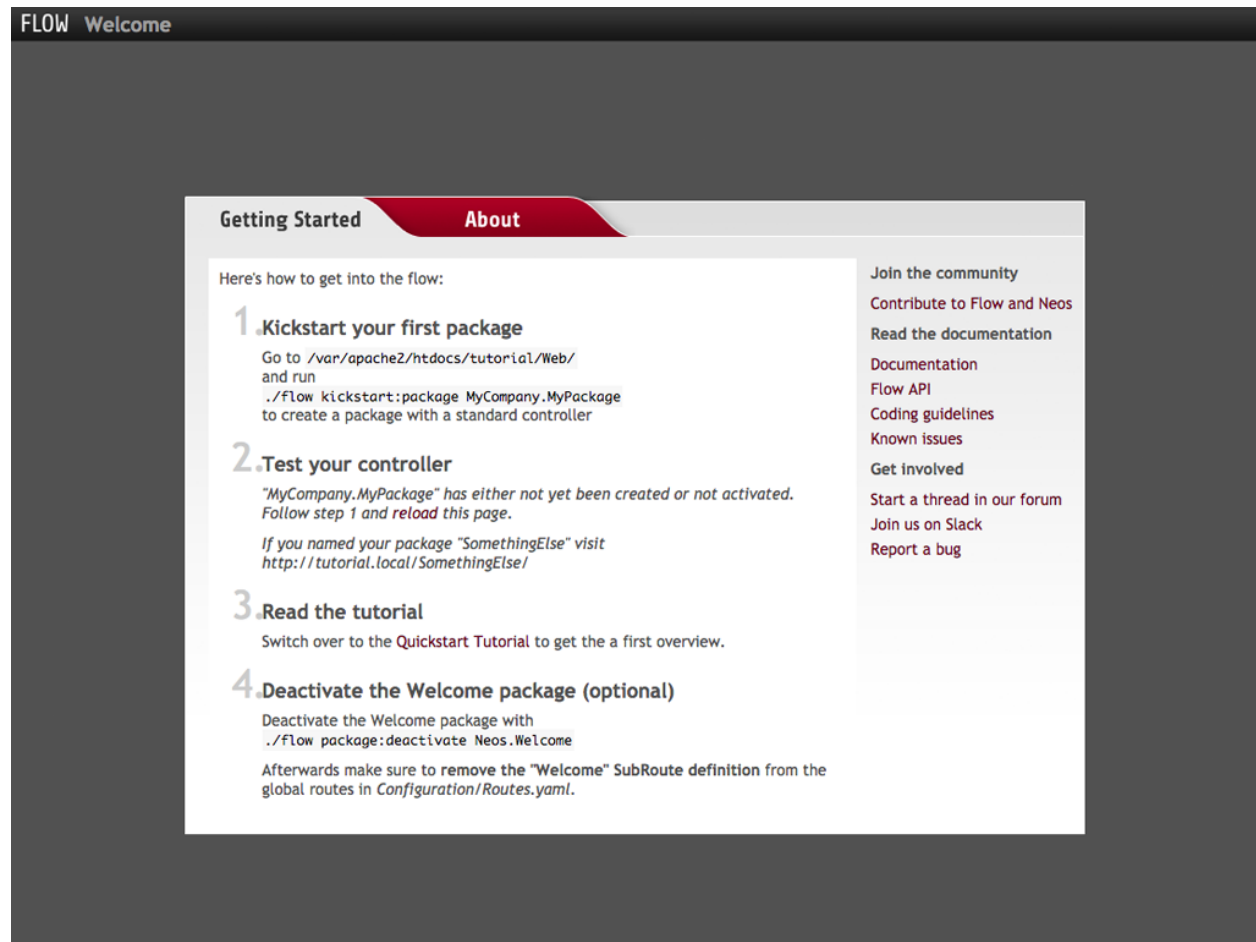 FLOW Welcome
Getting Started
About
Here's how to get into the flow:
1. Kickstart your first package
Go to /var/apache2/htdocs/tutorial/Web/
and run
./flow kickstart:package MyCompany.MyPackage
to create a package with a standard controller
2. Test your controller
"MyCompany.MyPackage" has either not yet been created or not activated.
Follow step 1 and reload this page.
If you named your package "SomethingElse" visit
http://tutorial.local/SomethingElse/
3. Read the tutorial
Switch over to the Quickstart Tutorial to get the a first overview.
4. Deactivate the Welcome package (optional)
Deactivate the Welcome package with
./flow package:deactivate Neos.Welcome
Afterwards make sure to remove the "Welcome" SubRoute definition from the
global routes in Configuration/Routes.yaml.
Join the community
Contribute to Flow and Neos
Read the documentation
Documentation
Flow API
Coding guidelines
Known issues
Get involved
Start a thread in our forum
Join us on Slack
Report a bug